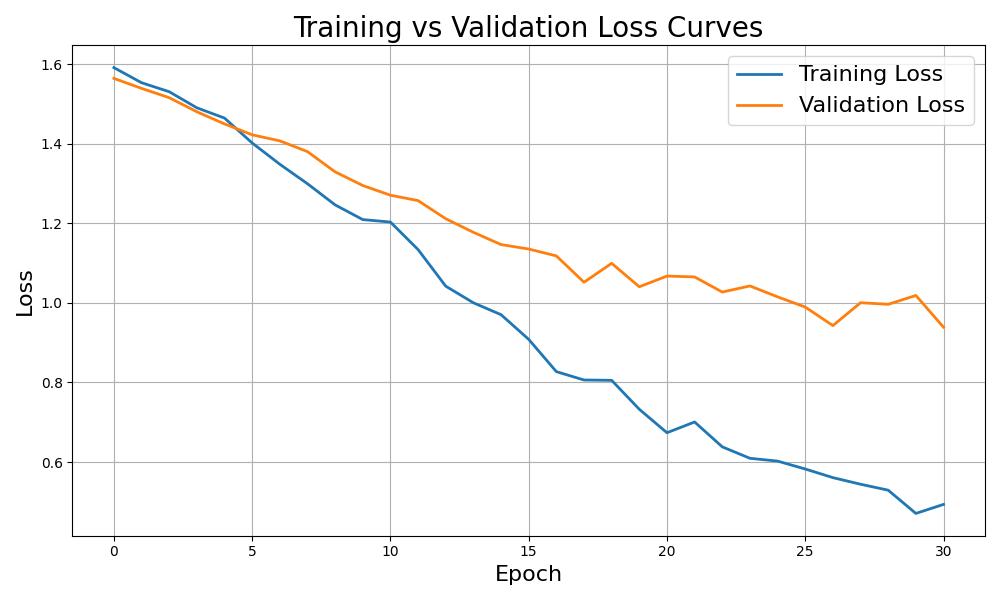 Training vs Validation Loss Curves
Training Loss
Validation Loss
1.6
1.4
1.2
1.0
0.8
0.6
Loss
0 5 10 15 20 25 30
Epoch